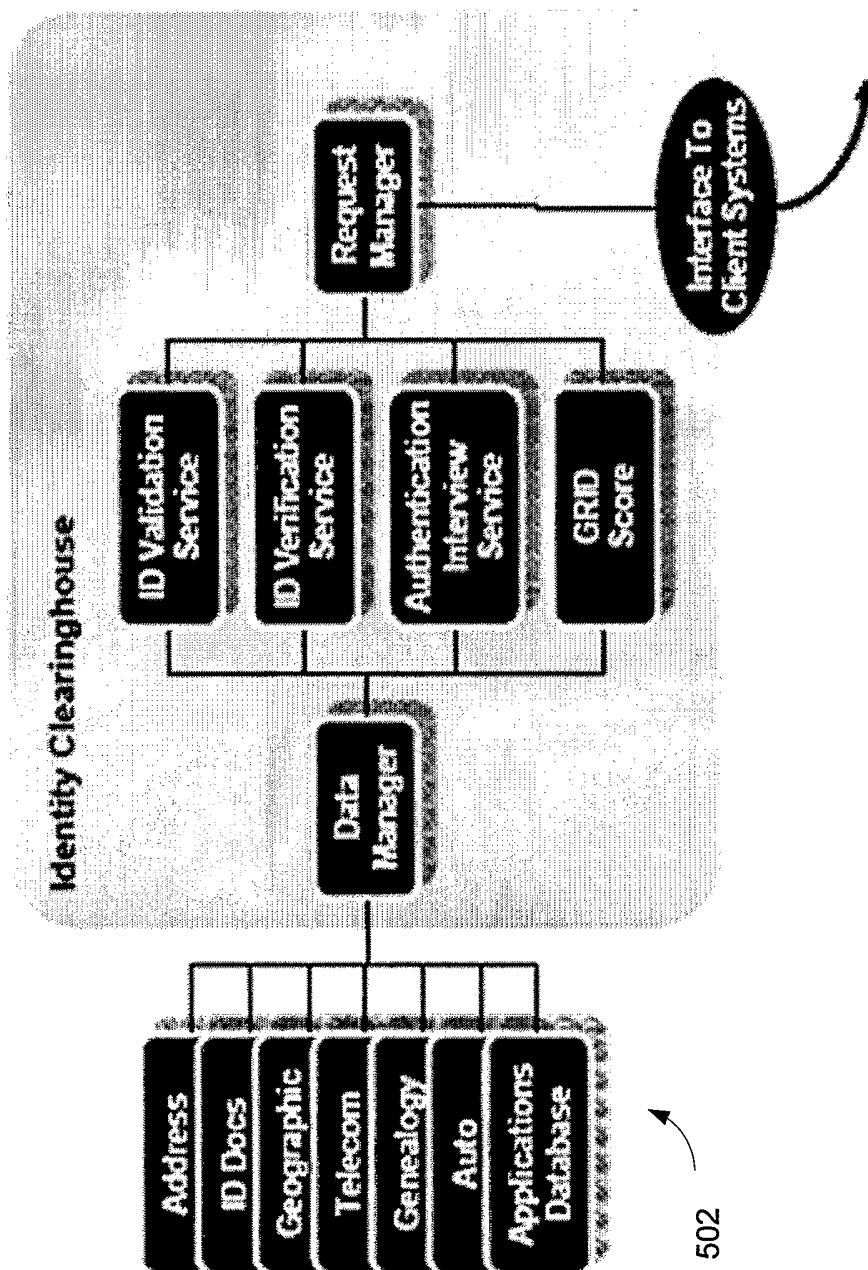 Identity Clearinghouse
Address
ID Docs
Geographic
Telecom
Genealogy
Auto
Applications
Database
502
Data
Manager
ID Validation
Service
ID Verification
Service
Authentication
Interview
Service
GRID
Score
Request
Manager
Interface To
Client Systems